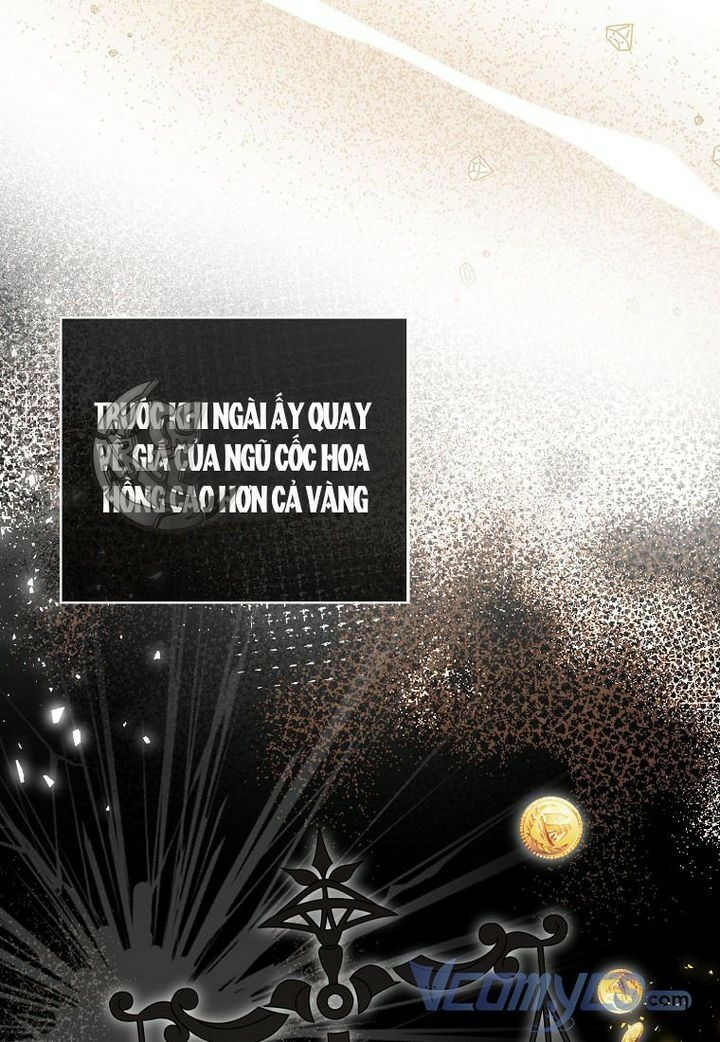 TRƯỚC KHI NGÀI ẤY QUAY
VỀ, GIÁ CỦA NGŨ CỐC HOA
HỒNG CAO HƠN CẢ VÀNG
VCOMYCS.COM